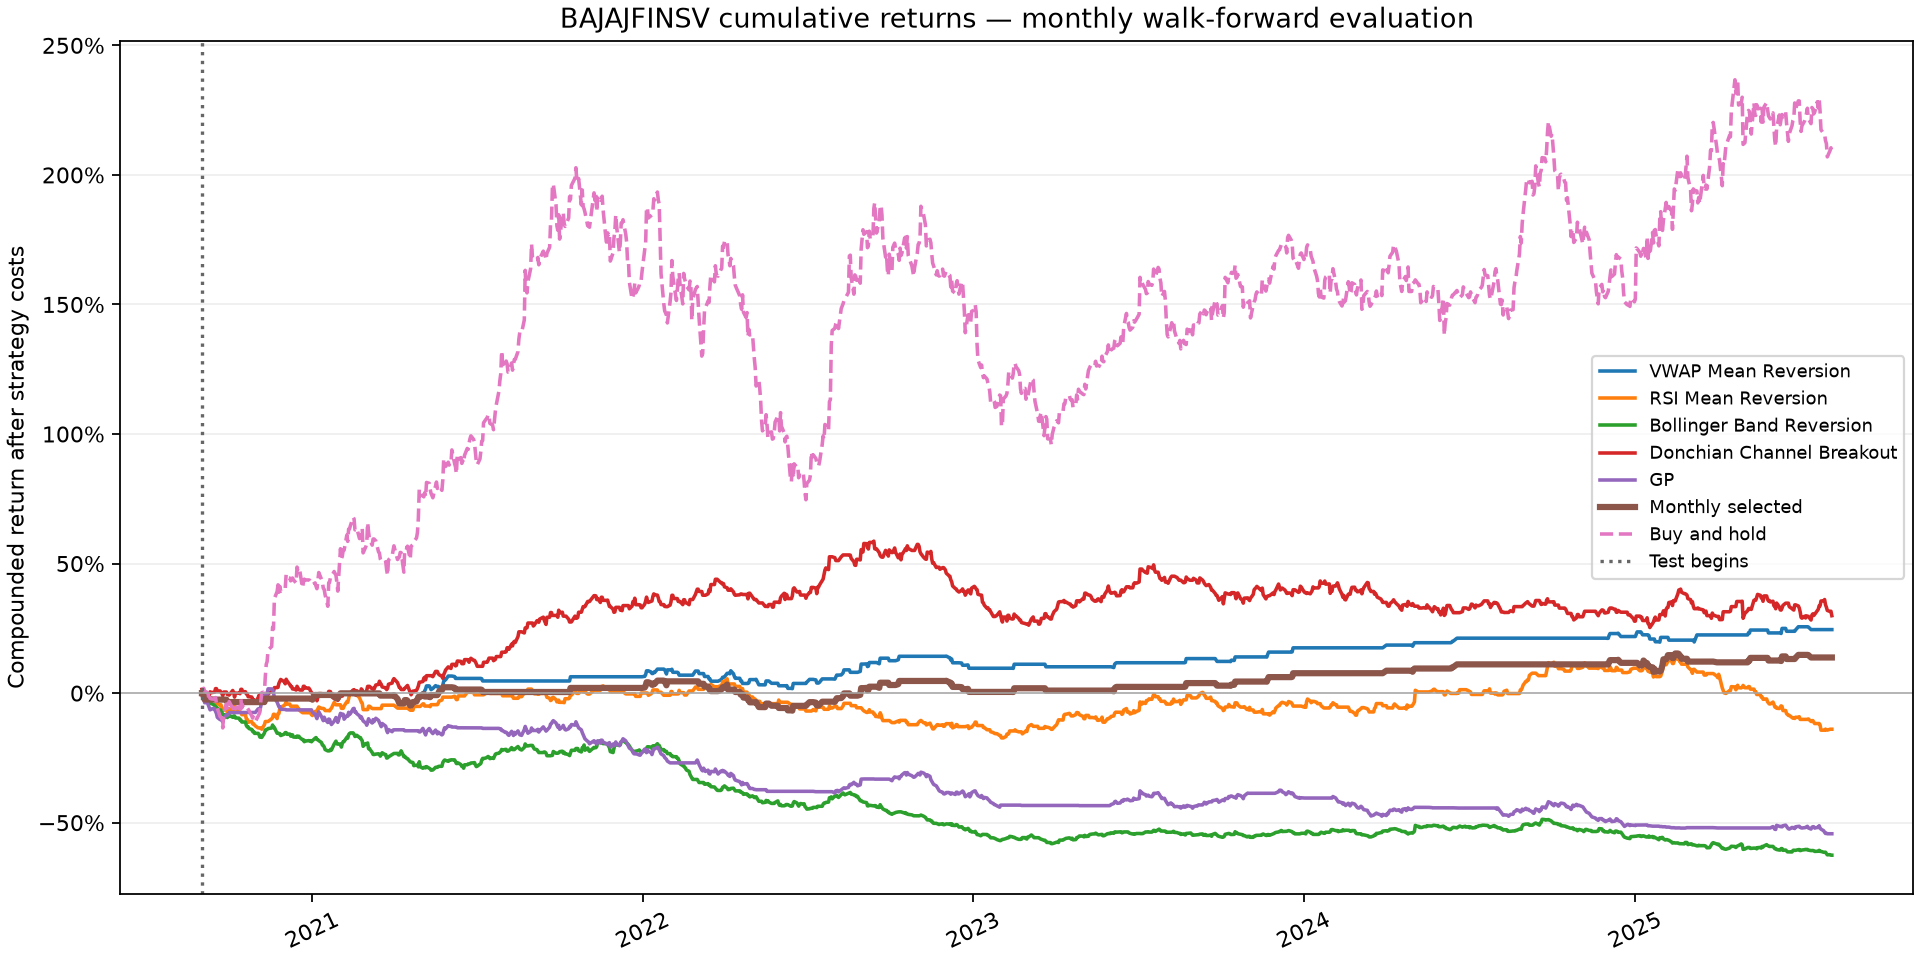 BAJAJFINSV cumulative returns — monthly walk-forward evaluation
Compounded return after strategy costs
250%
200%
150%
100%
50%
0%
−50%
VWAP Mean Reversion
RSI Mean Reversion
Bollinger Band Reversion
Donchian Channel Breakout
GP
Monthly selected
Buy and hold
Test begins
2021
2022
2023
2024
2025